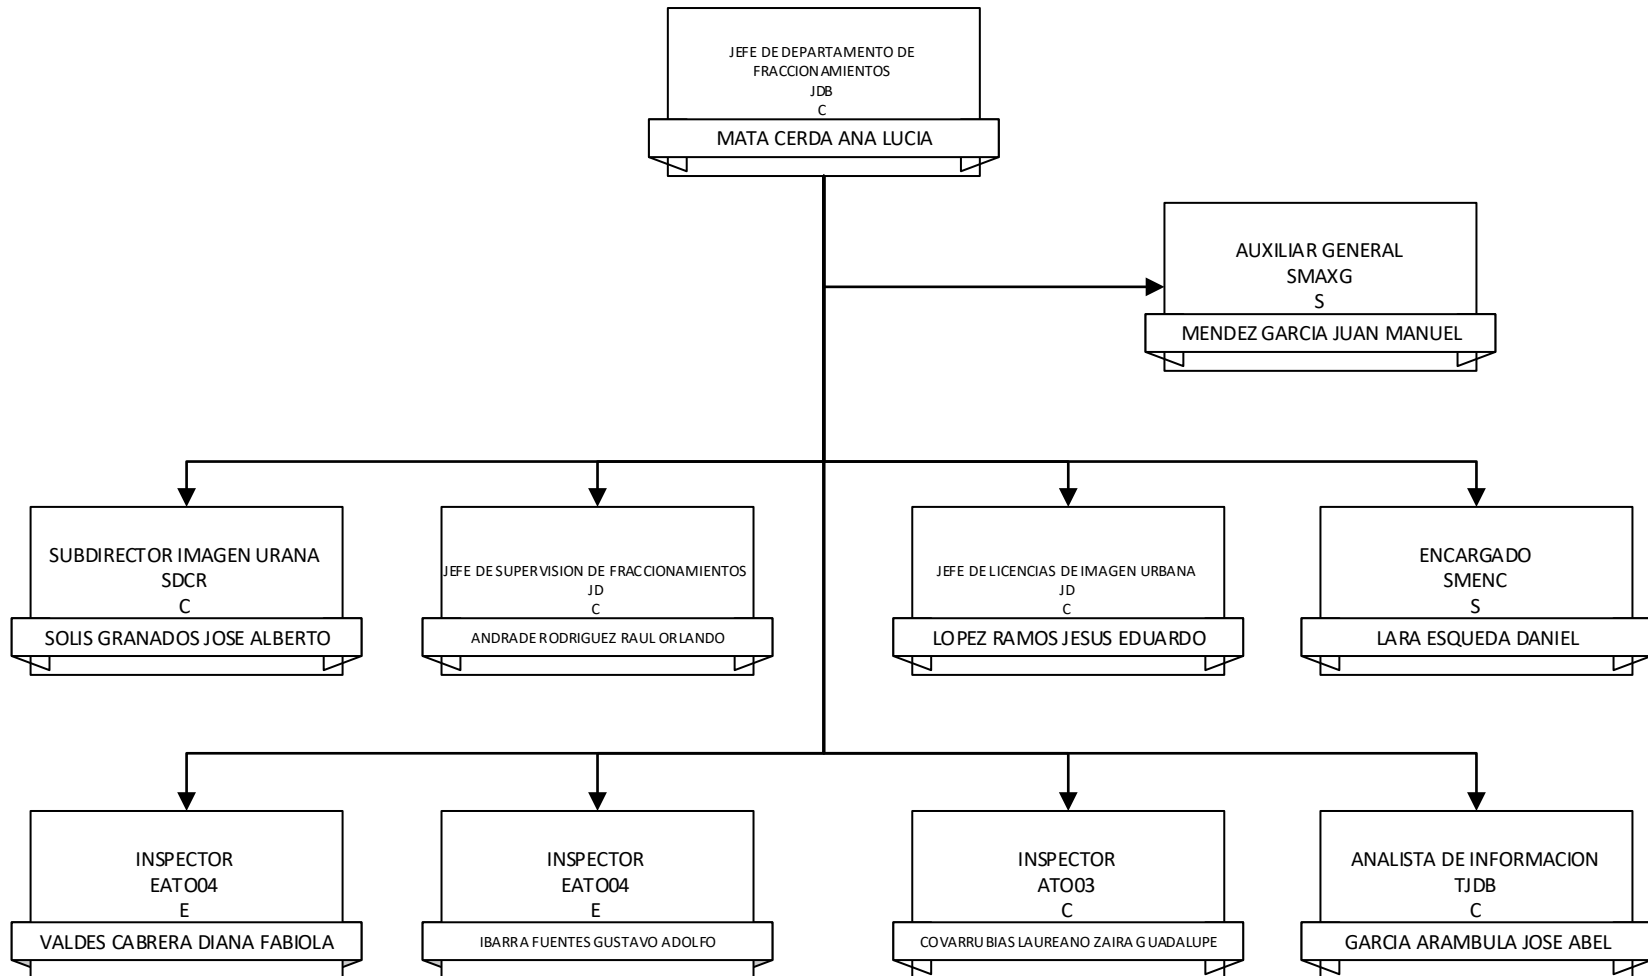 JEFE DE DEPARTAMENTO DE
FRACCIONAMIENTOS
JDB
C
MATA CERDA ANA LUCIA
AUXILIAR GENERAL
SMAXG
S
MENDEZ GARCIA JUAN MANUEL
SUBDIRECTOR IMAGEN URANA
SDCR
C
SOLIS GRANADOS JOSE ALBERTO
JEFE DE SUPERVISION DE FRACCIONAMIENTOS
JD
C
ANDRADE RODRIGUEZ RAUL ORLANDO
JEFE DE LICENCIAS DE IMAGEN URBANA
JD
C
LOPEZ RAMOS JESUS EDUARDO
ENCARGADO
SMENC
S
LARA ESQUEDA DANIEL
INSPECTOR
EATO04
E
VALDES CABRERA DIANA FABIOLA
INSPECTOR
EATO04
E
IBARRA FUENTES GUSTAVO ADOLFO
INSPECTOR
ATO03
C
COVARRUBIAS LAUREANO ZAIRA GUADALUPE
ANALISTA DE INFORMACION
TJDB
C
GARCIA ARAMBULA JOSE ABEL